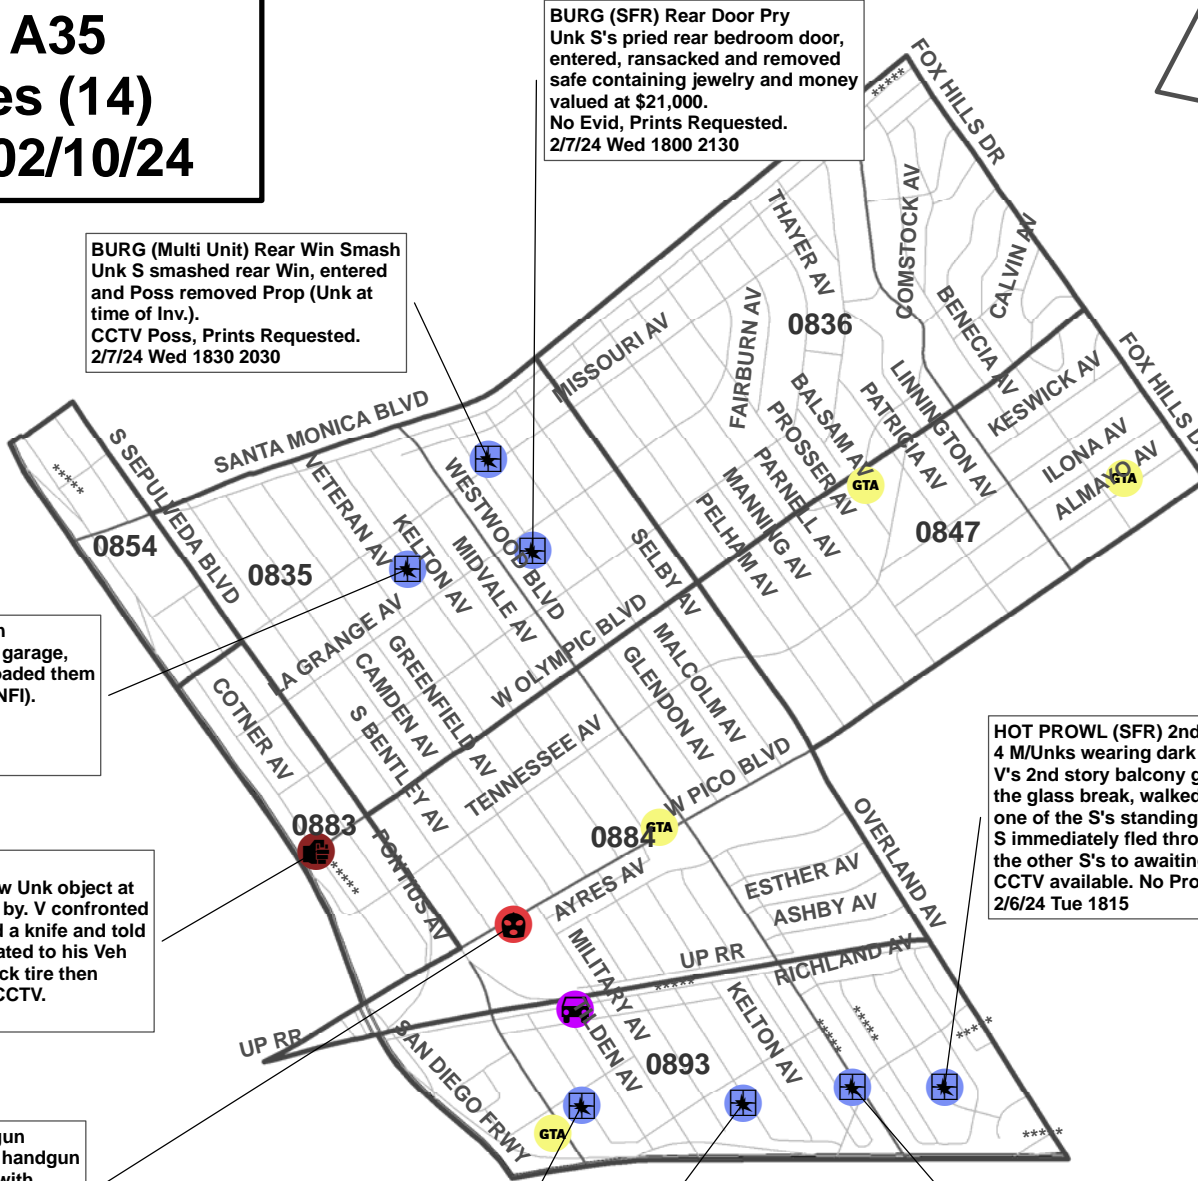 A35
es (14)
02/10/24
BURG (SFR) Rear Door Pry
Unk S's pried rear bedroom door,
entered, ransacked and removed
safe containing jewelry and money
valued at $21,000.
No Evid, Prints Requested.
2/7/24 Wed 1800 2130
BURG (Multi Unit) Rear Win Smash
Unk S smashed rear Win, entered
and Poss removed Prop (Unk at
time of Inv.).
CCTV Poss, Prints Requested.
2/7/24 Wed 1830 2030
FOX HILLS DR
*****
THAYER AV
COMSTOCK AV
CALVIN AV
BENECIA AV
FAIRBURN AV
0836
MISSOURI AV
FOX HILLS DR
KESWICK AV
LINNINGTON AV
PATRICIA AV
BALSAM AV
PROSSER AV
PARNELL AV
MANNING AV
PELHAM AV
GTA
ILONA AV
ALMAYO AV
GTA
0847
SANTA MONICA BLVD
S SEPULVEDA BLVD
*****
0854
0835
VETERAN AV
KELTON AV
WESTWOOD BLVD
MIDVALE AV
SELBY AV
LA GRANGE AV
GREENFIELD AV
CAMDEN AV
S BENTLEY AV
W OLYMPIC BLVD
MALCOLM AV
GLENDON AV
COTNER AV
TENNESSEE AV
W PICO BLVD
garage,
oaded them
NFI).
0883
*****
PONTIUS AV
0884
GTA
AYRES AV
OVERLAND AV
ESTHER AV
ASHBY AV
HOT PROWL (SFR) 2nd
4 M/Unks wearing dark
V's 2nd story balcony g
the glass break, walked
one of the S's standing
S immediately fled thro
the other S's to awaiting
CCTV available. No Pro
2/6/24 Tue 1815
w Unk object at
by. V confronted
d a knife and told
ated to his Veh
ck tire then
CCTV.
UP RR
RICHLAND AV
*****
MILITARY AV
KELTON AV
*****
*****
*****
UP RR
SAN DIEGO FRWY
LDEN AV
0893
GTA
*****
gun
handgun
with